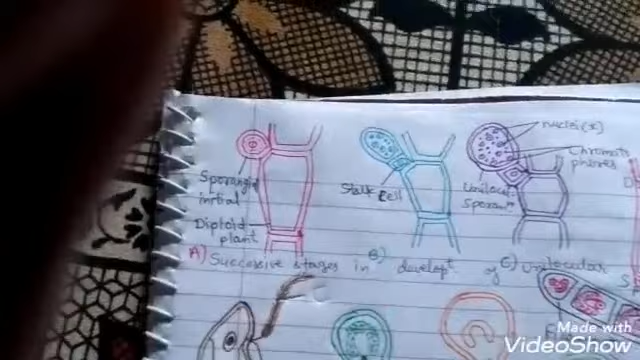 nuclei(x)
Chromato
phores
Sporangial
initial
Stalk cell
Unilocular
Sporan
Diploid
plant
A) Successive stages in B) developt of C) Unilocular
Made with
VideoShow